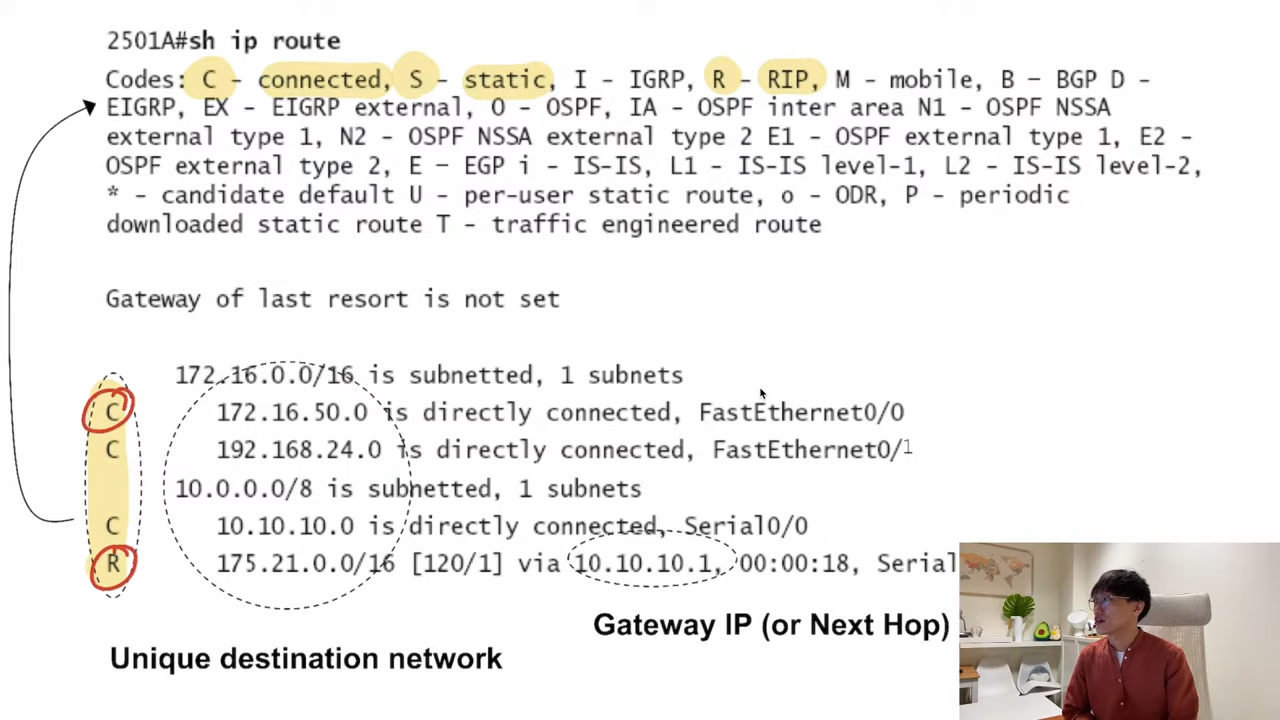 2501A#sh ip route
Codes: C - connected, S - static, I - IGRP, R - RIP, M - mobile, B - BGP D -
EIGRP, EX - EIGRP external, O - OSPF, IA - OSPF inter area N1 - OSPF NSSA
external type 1, N2 - OSPF NSSA external type 2 E1 - OSPF external type 1, E2 -
OSPF external type 2, E - EGP i - IS-IS, L1 - IS-IS level-1, L2 - IS-IS level-2,
* - candidate default U - per-user static route, o - ODR, P - periodic
downloaded static route T - traffic engineered route
Gateway of last resort is not set
172.16.0.0/16 is subnetted, 1 subnets
C 172.16.50.0 is directly connected, FastEthernet0/0
C 192.168.24.0 is directly connected, FastEthernet0/1
10.0.0.0/8 is subnetted, 1 subnets
C 10.10.10.0 is directly connected, Serial0/0
R 175.21.0.0/16 [120/1] via 10.10.10.1, 00:00:18, Serial
Gateway IP (or Next Hop)
Unique destination network